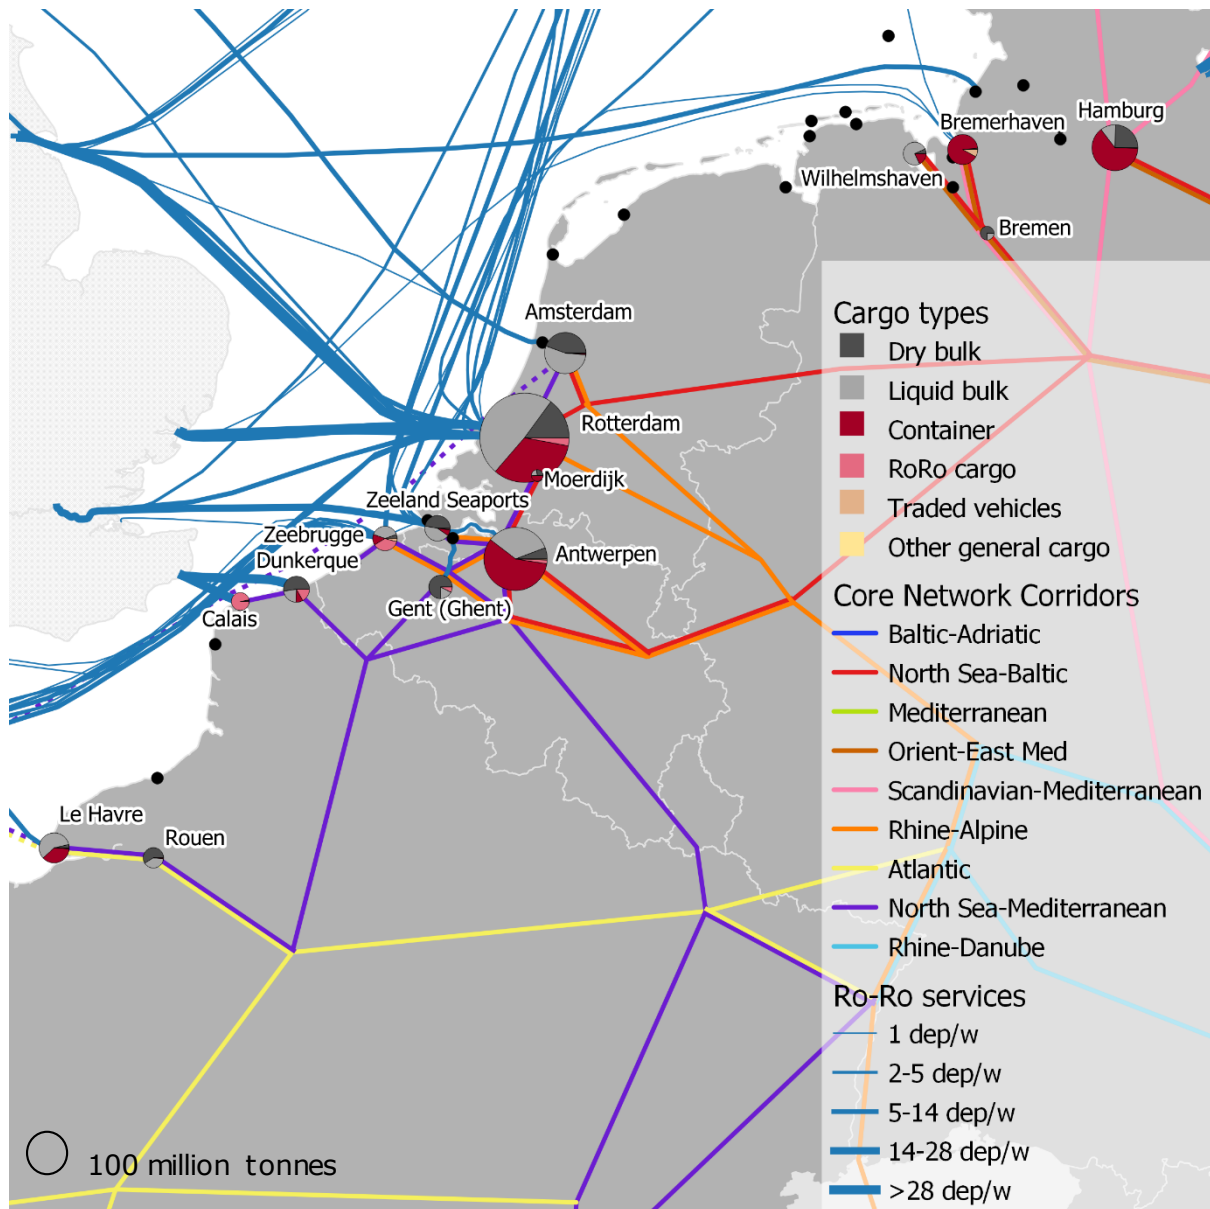 Hamburg
Bremerhaven
Wilhelmshaven
Bremen
Amsterdam
Rotterdam
Moerdijk
Zeeland Seaports
Zeebrugge
Dunkerque
Antwerpen
Gent (Ghent)
Calais
Le Havre
Rouen
Cargo types
Dry bulk
Liquid bulk
Container
RoRo cargo
Traded vehicles
Other general cargo
Core Network Corridors
Baltic-Adriatic
North Sea-Baltic
Mediterranean
Orient-East Med
Scandinavian-Mediterranean
Rhine-Alpine
Atlantic
North Sea-Mediterranean
Rhine-Danube
Ro-Ro services
1 dep/w
2-5 dep/w
5-14 dep/w
14-28 dep/w
>28 dep/w
100 million tonnes